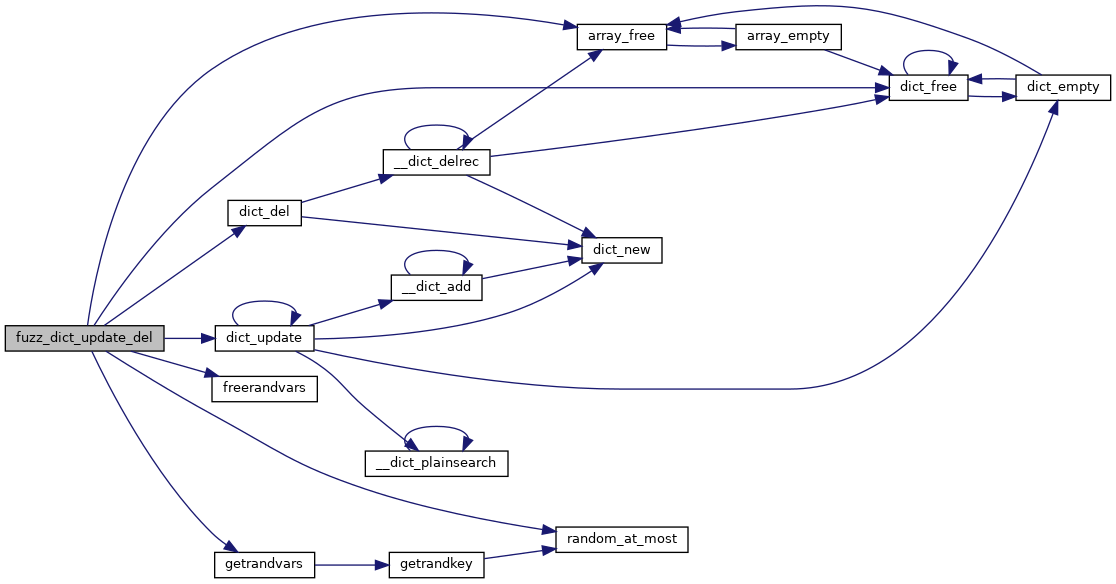 array_free
array_empty
dict_free
dict_empty
__dict_delrec
dict_del
dict_new
__dict_add
fuzz_dict_update_del
dict_update
freerandvars
__dict_plainsearch
random_at_most
getrandvars
getrandkey